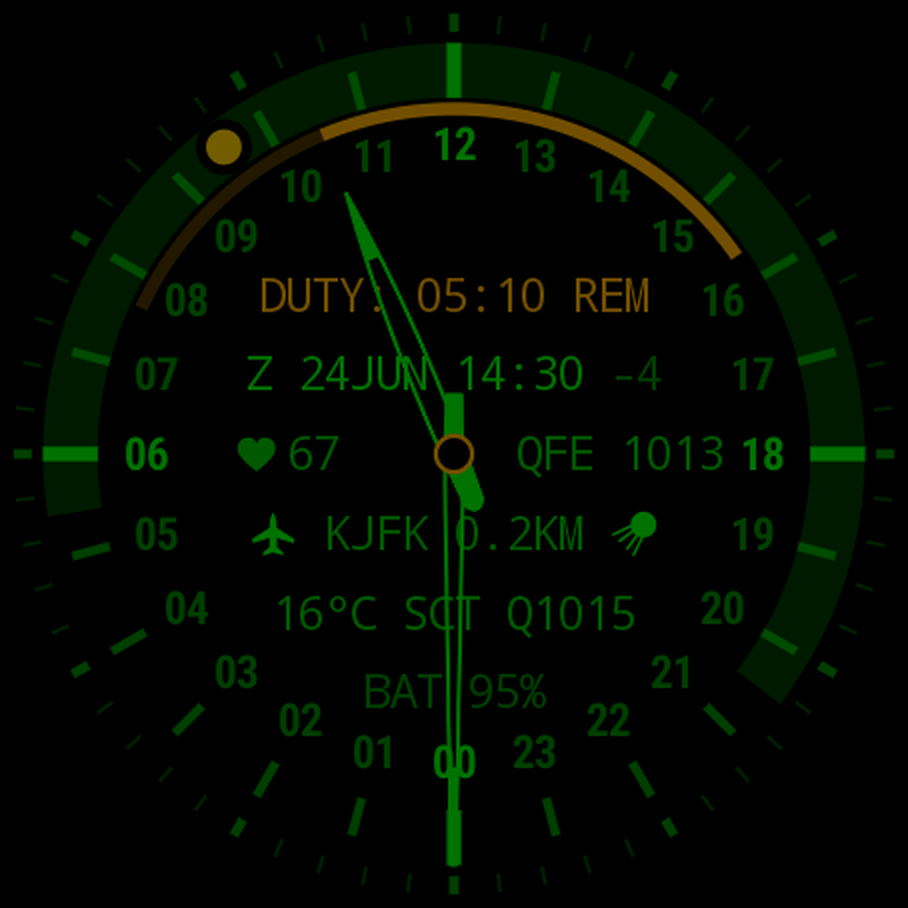 12
11 13
10 14
09 15
DUTY: 05:10 REM
08 16
Z 24JUN 14:30 -4
07 17
06 67 QFE 1013 18
05 KJFK 0.2KM 19
04 16°C SCT Q1015 20
03 21
BAT 95%
02 22
01 23
00